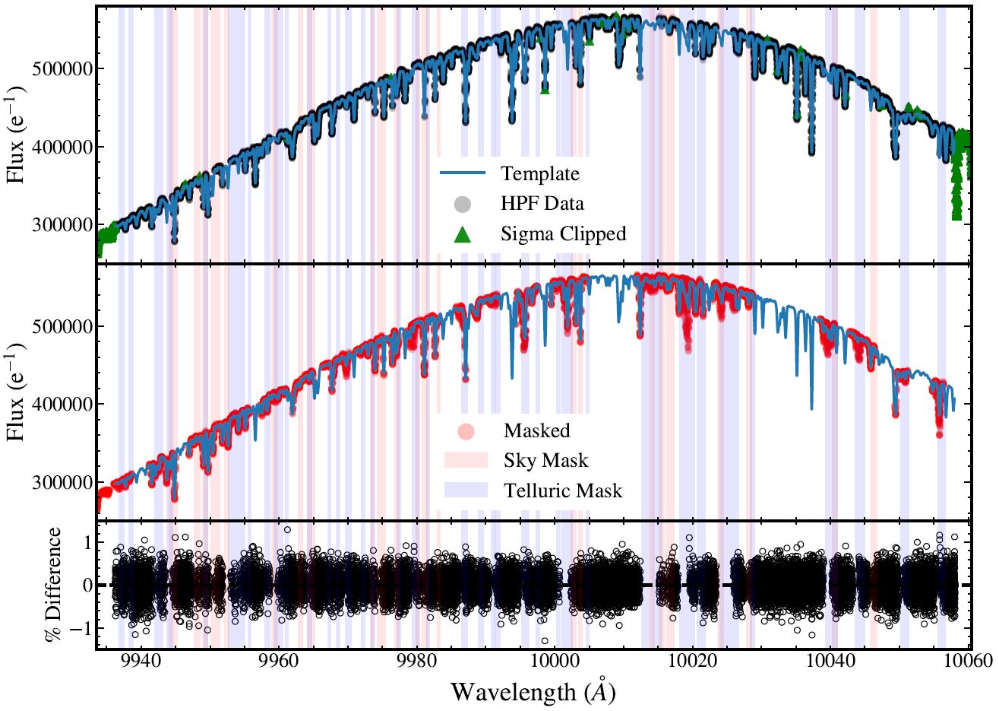 500000
400000
300000
Flux (e⁻¹)
Template
HPF Data
Sigma Clipped
500000
400000
300000
Flux (e⁻¹)
Masked
Sky Mask
Telluric Mask
1
0
−1
% Difference
9940 9960 9980 10000 10020 10040 10060
Wavelength (Å)